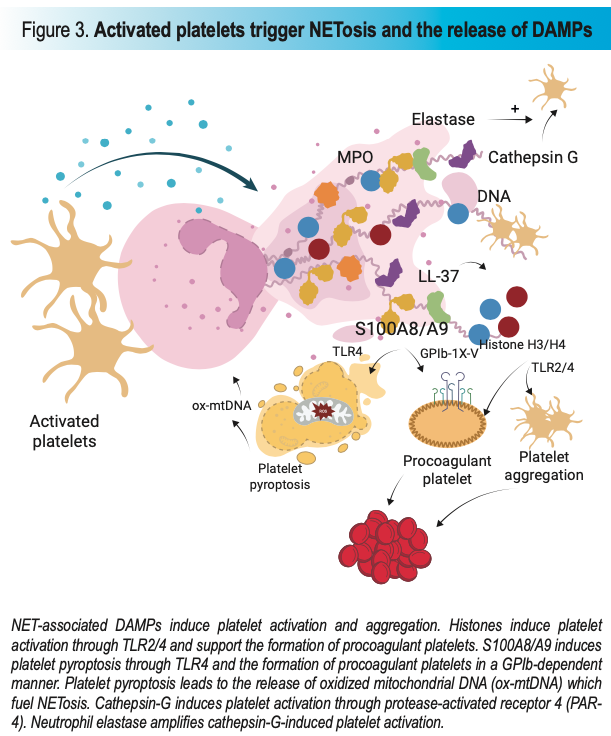 Figure 3. Activated platelets trigger NETosis and the release of DAMPs
Elastase
+
MPO
Cathepsin G
DNA
LL-37
S100A8/A9
Histone H3/H4
TLR4
GPIb-1X-V
TLR2/4
ox-mtDNA
ROS
Activated
platelets
Platelet
pyroptosis
Procoagulant
platelet
Platelet
aggregation
NET-associated DAMPs induce platelet activation and aggregation. Histones induce platelet
activation through TLR2/4 and support the formation of procoagulant platelets. S100A8/A9 induces
platelet pyroptosis through TLR4 and the formation of procoagulant platelets in a GPIb-dependent
manner. Platelet pyroptosis leads to the release of oxidized mitochondrial DNA (ox-mtDNA) which
fuel NETosis. Cathepsin-G induces platelet activation through protease-activated receptor 4 (PAR-
4). Neutrophil elastase amplifies cathepsin-G-induced platelet activation.